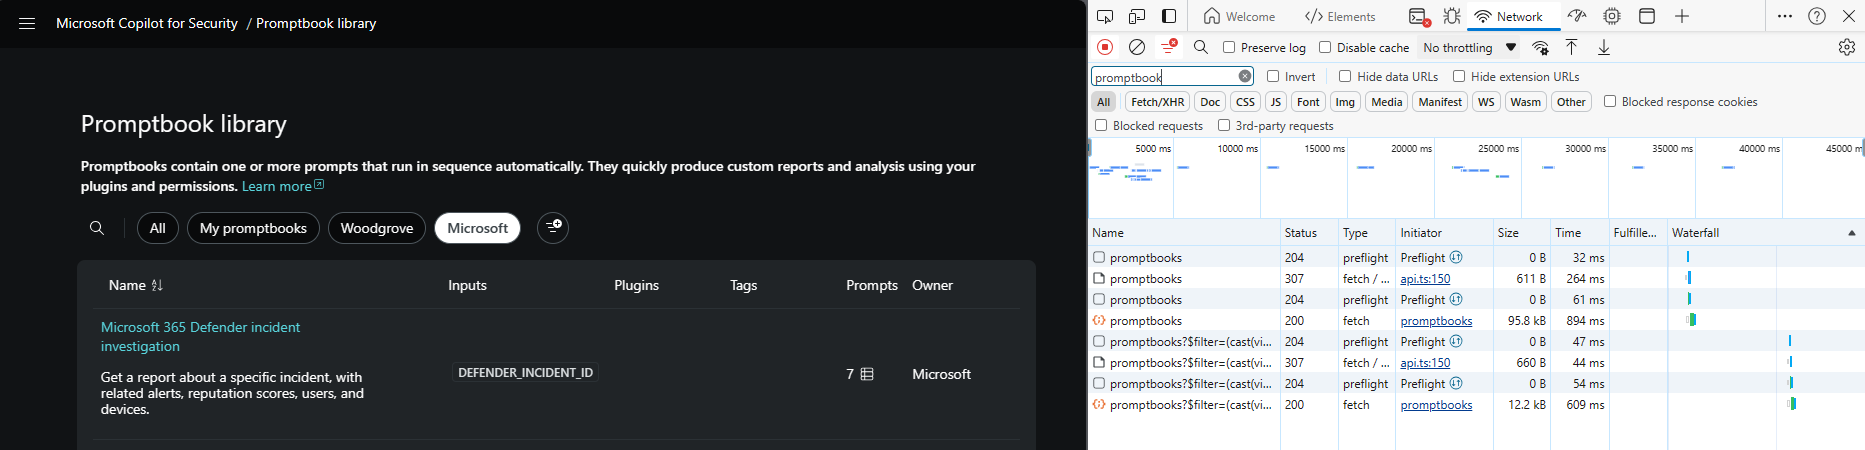 Microsoft Copilot for Security / Promptbook library
Promptbook library
Promptbooks contain one or more prompts that run in sequence automatically. They quickly produce custom reports and analysis using your
plugins and permissions. Learn more
All My promptbooks Woodgrove Microsoft
Name Inputs Plugins Tags Prompts Owner
Microsoft 365 Defender incident
investigation
Get a report about a specific incident, with
related alerts, reputation scores, users, and
devices.
DEFENDER_INCIDENT_ID
7
Microsoft
Welcome Elements Network
Preserve log Disable cache No throttling
promptbook Invert Hide data URLs Hide extension URLs
All Fetch/XHR Doc CSS JS Font Img Media Manifest WS Wasm Other Blocked response cookies
Blocked requests 3rd-party requests
5000 ms 10000 ms 15000 ms 20000 ms 25000 ms 30000 ms 35000 ms 40000 ms 45000 ms
Name Status Type Initiator Size Time Fulfille... Waterfall
promptbooks 204 preflight Preflight 0 B 32 ms
promptbooks 307 fetch / ... api.ts:150 611 B 264 ms
promptbooks 204 preflight Preflight 0 B 61 ms
promptbooks 200 fetch promptbooks 95.8 kB 894 ms
promptbooks?$filter=(cast(vi... 204 preflight Preflight 0 B 47 ms
promptbooks?$filter=(cast(vi... 307 fetch / ... api.ts:150 660 B 44 ms
promptbooks?$filter=(cast(vi... 204 preflight Preflight 0 B 54 ms
promptbooks?$filter=(cast(vi... 200 fetch promptbooks 12.2 kB 609 ms